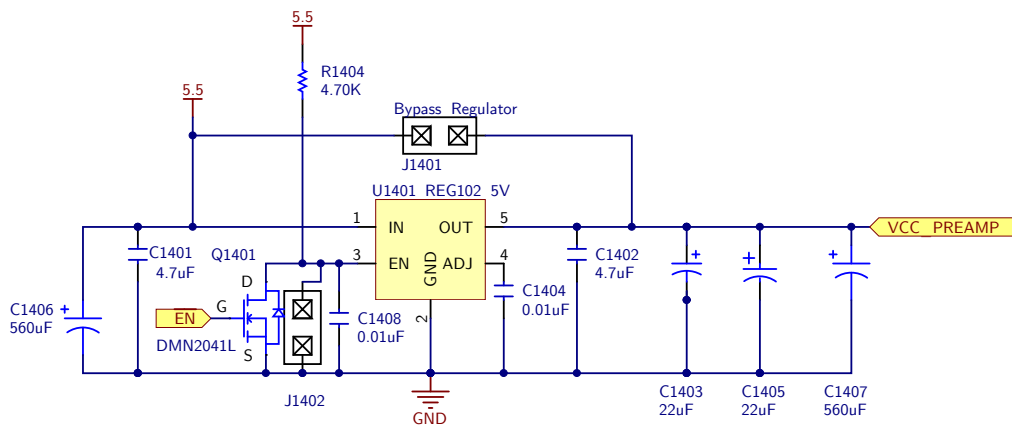 5.5
R1404
4.70K
5.5
Bypass Regulator
J1401
U1401 REG102 5V
1
IN
OUT
5
3
EN
GND
ADJ
4
2
C1401
4.7uF
Q1401
D
G
S
EN
DMN2041L
C1406
560uF
J1402
C1408
0.01uF
GND
C1404
0.01uF
C1402
4.7uF
C1403
22uF
C1405
22uF
C1407
560uF
VCC_PREAMP